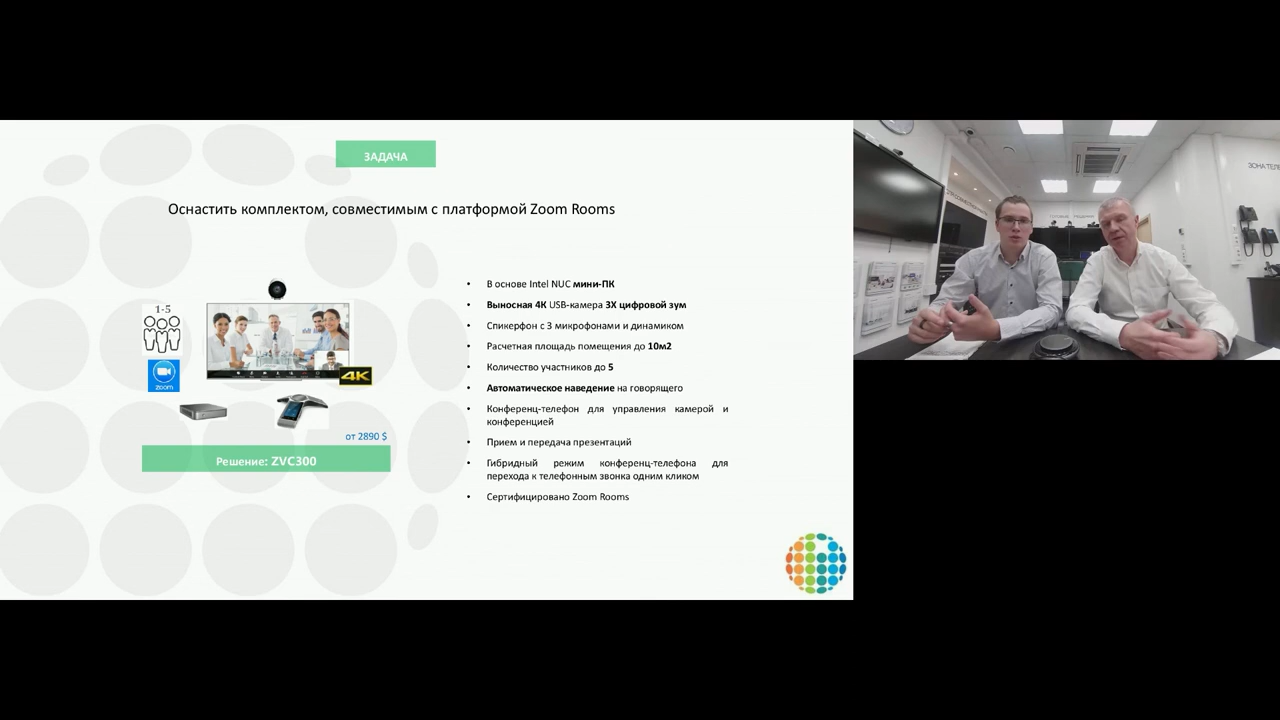 ЗАДАЧА
Оснастить комплектом, совместимым с платформой Zoom Rooms
1-5
zoom
4K
от 2890 $
Решение: ZVC300
• В основе Intel NUC мини-ПК
• Выносная 4К USB-камера 3X цифровой зум
• Спикерфон с 3 микрофонами и динамиком
• Расчетная площадь помещения до 10м2
• Количество участников до 5
• Автоматическое наведение на говорящего
• Конференц-телефон для управления камерой и
конференцией
• Прием и передача презентаций
• Гибридный режим конференц-телефона для
перехода к телефонным звонка одним кликом
• Сертифицировано Zoom Rooms
ЗОНА ТЕЛЕ